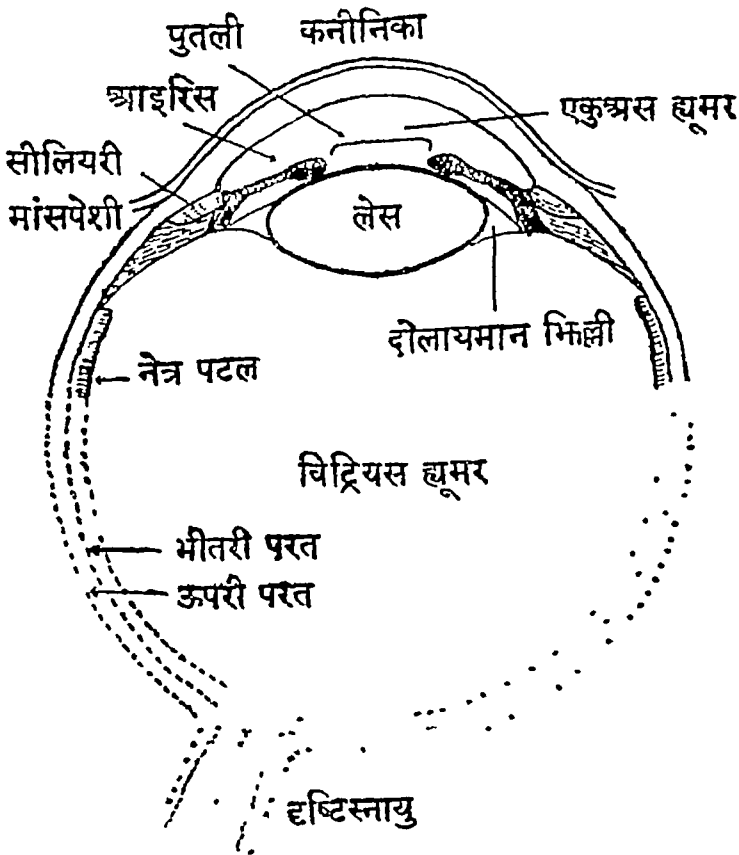 पुतली कनीनिका
आइरिस
एकुअस ह्यूमर
सीलियरी
मांसपेशी
लेस
दोलायमान झिल्ली
नेत्र पटल
विट्रियस ह्यूमर
भीतरी परत
ऊपरी परत
दृष्टिस्नायु